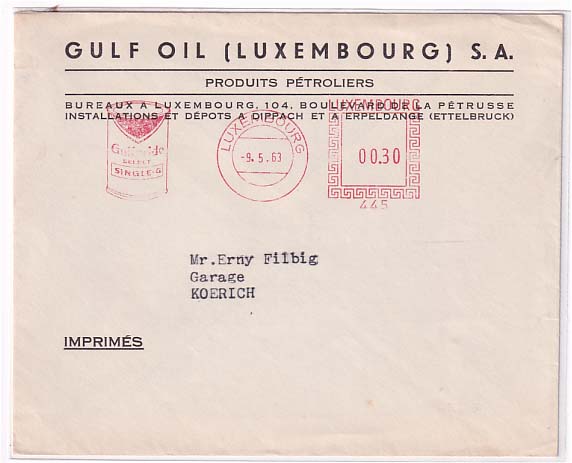 GULF OIL (LUXEMBOURG) S. A.
PRODUITS PÉTROLIERS
BUREAUX A LUXEMBOURG, 104, BOULEVARD DE LA PÉTRUSSE
INSTALLATIONS ET DÉPOTS A DIPPACH ET A ERPELDANGE (ETTELBRUCK)
Gulfpride
SELECT
SINGLE-G
LUXEMBOURG
-9.5.63
LUXEMBOURG
00.30
445
Mr.Erny Filbig
Garage
KOERICH
IMPRIMÉS